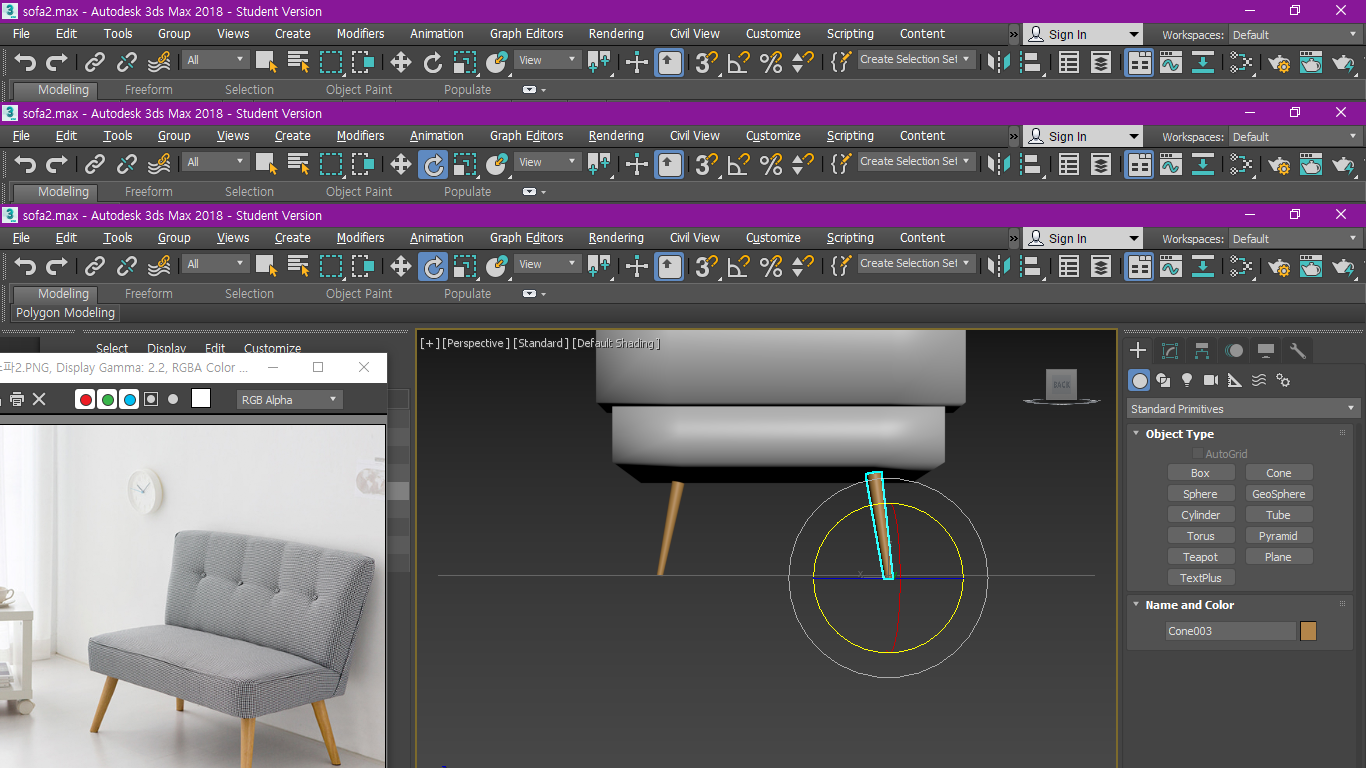 3 sofa2.max - Autodesk 3ds Max 2018 - Student Version
File Edit Tools Group Views Create Modifiers Animation Graph Editors Rendering Civil View Customize Scripting Content » Sign In Workspaces: Default
All View 3 Create Selection Set
Modeling Freeform Selection Object Paint Populate
3 sofa2.max - Autodesk 3ds Max 2018 - Student Version
File Edit Tools Group Views Create Modifiers Animation Graph Editors Rendering Civil View Customize Scripting Content » Sign In Workspaces: Default
All View 3 Create Selection Set
Modeling Freeform Selection Object Paint Populate
3 sofa2.max - Autodesk 3ds Max 2018 - Student Version
File Edit Tools Group Views Create Modifiers Animation Graph Editors Rendering Civil View Customize Scripting Content » Sign In Workspaces: Default
All View 3 Create Selection Set
Modeling Freeform Selection Object Paint Populate
Polygon Modeling
Select Display Edit Customize
파2.PNG, Display Gamma: 2.2, RGBA Color ...
RGB Alpha
[+] [Perspective ] [Standard ] [Default Shading ]
BACK
x
Standard Primitives
Object Type
AutoGrid
Box Cone
Sphere GeoSphere
Cylinder Tube
Torus Pyramid
Teapot Plane
TextPlus
Name and Color
Cone003